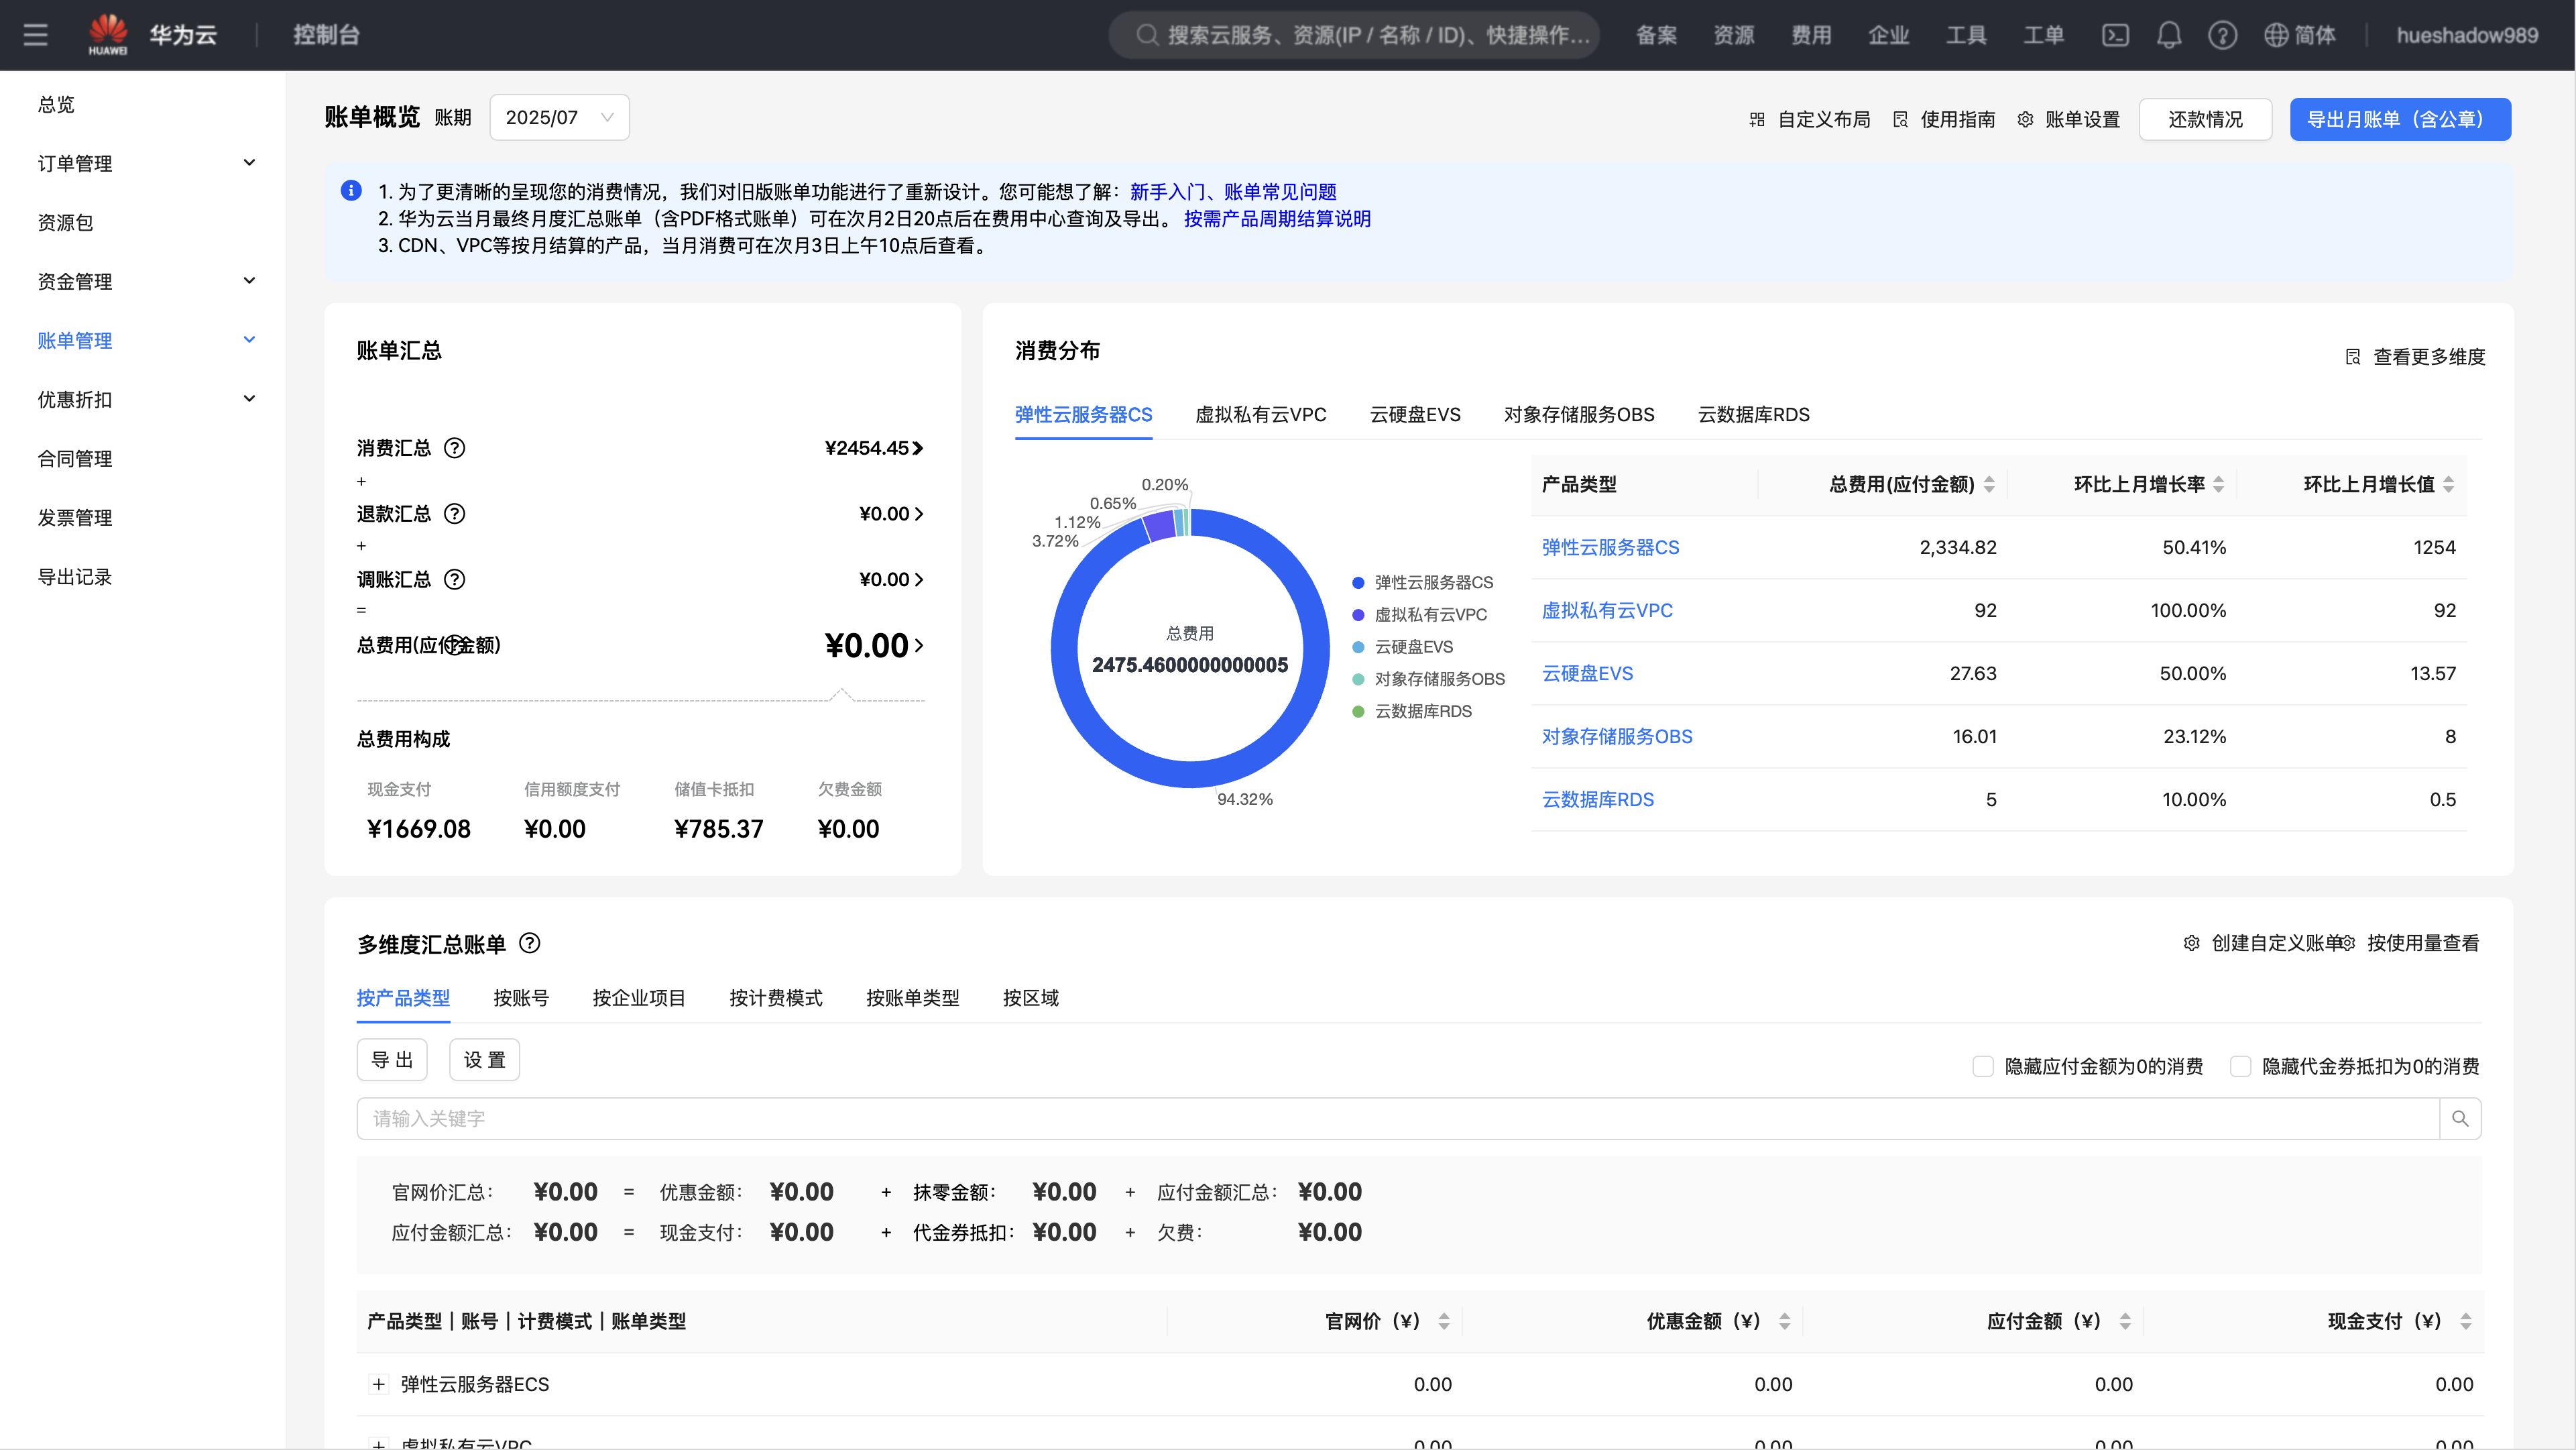 HUAWEI 华为云 控制台 搜索云服务、资源(IP / 名称 / ID)、快捷操作... 备案 资源 费用 企业 工具 工单 简体 hueshadow989
总览
订单管理
资源包
资金管理
账单管理
优惠折扣
合同管理
发票管理
导出记录
账单概览 账期 2025/07 自定义布局 使用指南 账单设置 还款情况 导出月账单（含公章）
1. 为了更清晰的呈现您的消费情况，我们对旧版账单功能进行了重新设计。您可能想了解：新手入门、账单常见问题
2. 华为云当月最终月度汇总账单（含PDF格式账单）可在次月2日20点后在费用中心查询及导出。 按需产品周期结算说明
3. CDN、VPC等按月结算的产品，当月消费可在次月3日上午10点后查看。
账单汇总
消费汇总 ¥2454.45
+
退款汇总 ¥0.00
+
调账汇总 ¥0.00
=
总费用(应付金额) ¥0.00
总费用构成
现金支付 信用额度支付 储值卡抵扣 欠费金额
¥1669.08 ¥0.00 ¥785.37 ¥0.00
消费分布 查看更多维度
弹性云服务器CS 虚拟私有云VPC 云硬盘EVS 对象存储服务OBS 云数据库RDS
0.20%
0.65%
1.12%
3.72%
总费用
2475.4600000000005
94.32%
弹性云服务器CS
虚拟私有云VPC
云硬盘EVS
对象存储服务OBS
云数据库RDS
产品类型 总费用(应付金额) 环比上月增长率 环比上月增长值
弹性云服务器CS 2,334.82 50.41% 1254
虚拟私有云VPC 92 100.00% 92
云硬盘EVS 27.63 50.00% 13.57
对象存储服务OBS 16.01 23.12% 8
云数据库RDS 5 10.00% 0.5
多维度汇总账单 创建自定义账单 按使用量查看
按产品类型 按账号 按企业项目 按计费模式 按账单类型 按区域
导 出 设 置 隐藏应付金额为0的消费 隐藏代金券抵扣为0的消费
请输入关键字
官网价汇总： ¥0.00 = 优惠金额： ¥0.00 + 抹零金额： ¥0.00 + 应付金额汇总： ¥0.00
应付金额汇总： ¥0.00 = 现金支付： ¥0.00 + 代金券抵扣： ¥0.00 + 欠费： ¥0.00
产品类型 | 账号 | 计费模式 | 账单类型 官网价（¥） 优惠金额（¥） 应付金额（¥） 现金支付（¥）
弹性云服务器ECS 0.00 0.00 0.00 0.00
虚拟私有云VPC 0.00 0.00 0.00 0.00